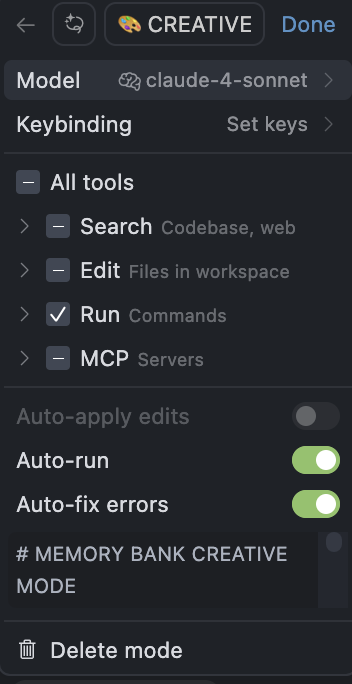 CREATIVE Done
Model claude-4-sonnet
Keybinding Set keys
All tools
Search Codebase, web
Edit Files in workspace
Run Commands
MCP Servers
Auto-apply edits
Auto-run
Auto-fix errors
# MEMORY BANK CREATIVE
MODE
Delete mode